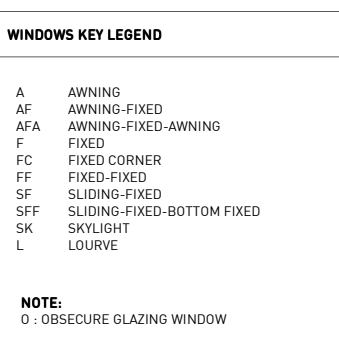 WINDOWS KEY LEGEND
A AWNING
AF AWNING-FIXED
AFA AWNING-FIXED-AWNING
F FIXED
FC FIXED CORNER
FF FIXED-FIXED
SF SLIDING-FIXED
SFF SLIDING-FIXED-BOTTOM FIXED
SK SKYLIGHT
L LOURVE
NOTE:
O : OBSECURE GLAZING WINDOW